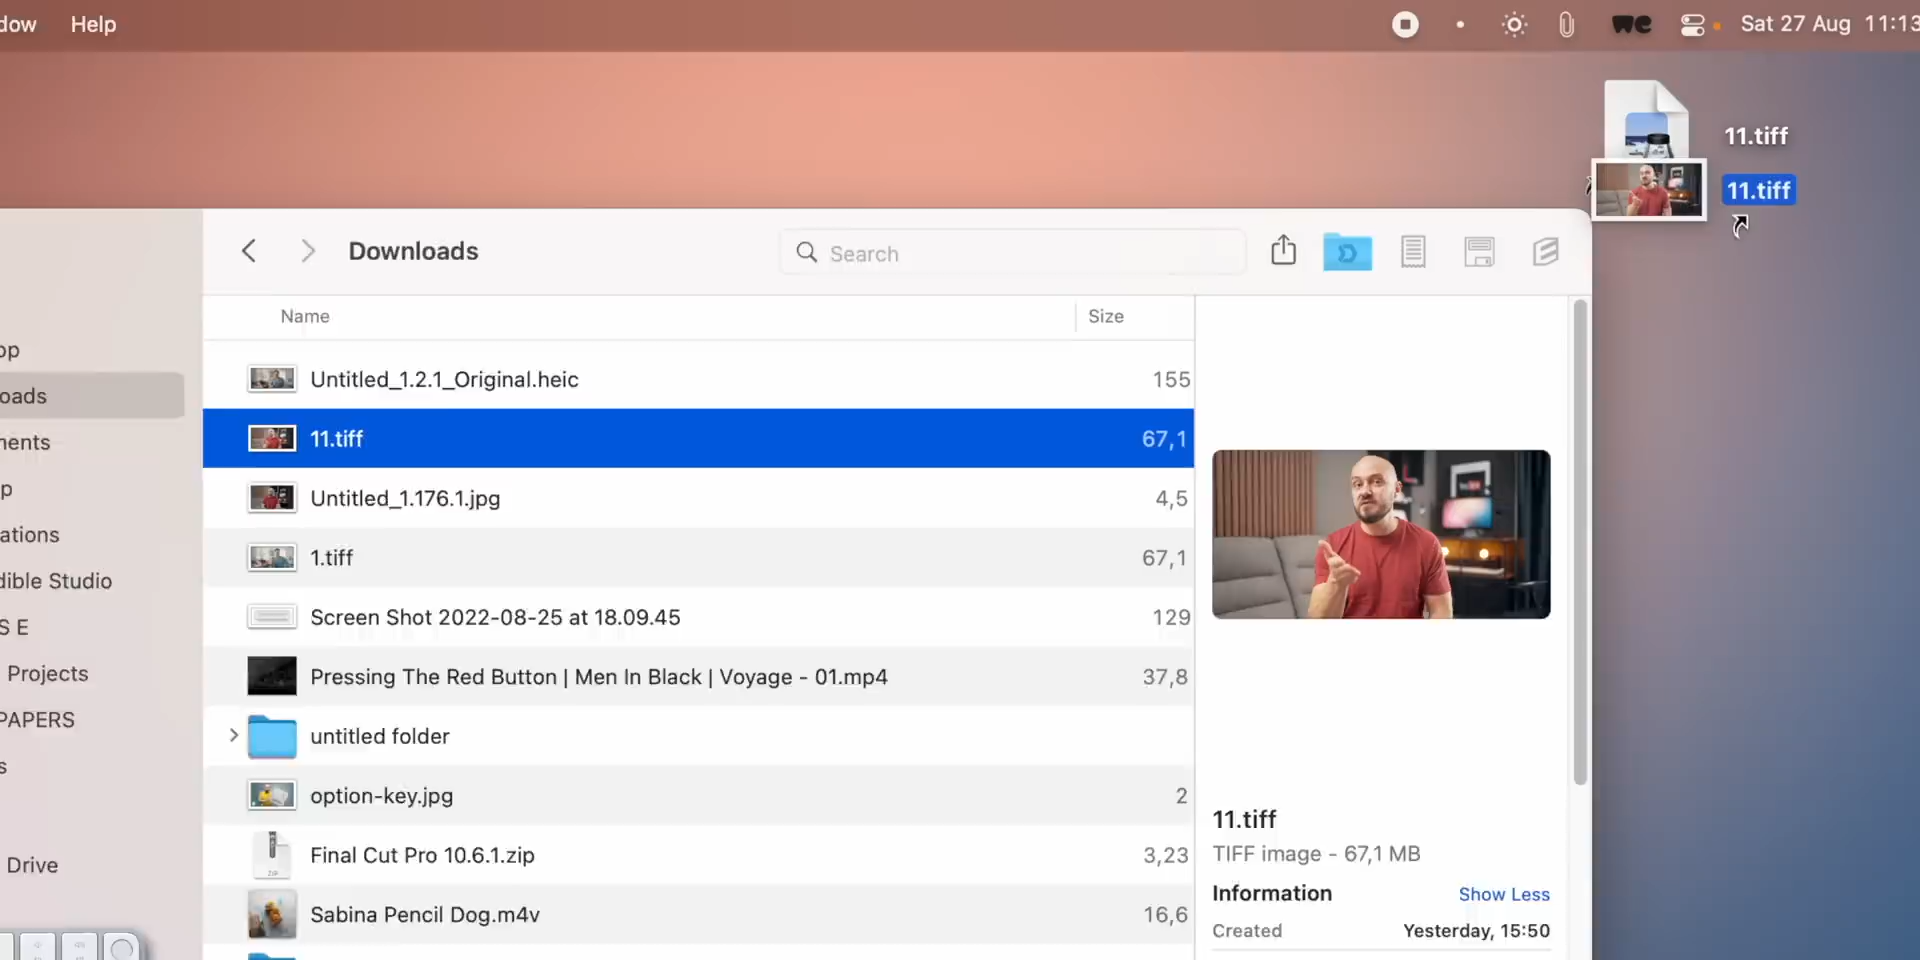 dow Help
we Sat 27 Aug 11:13
11.tiff
11.tiff
Downloads
Search
Name Size
op
oads
nents
p
ations
dible Studio
S E
Projects
PAPERS
s
Drive
Untitled_1.2.1_Original.heic 155
11.tiff 67,1
Untitled_1.176.1.jpg 4,5
1.tiff 67,1
Screen Shot 2022-08-25 at 18.09.45 129
Pressing The Red Button | Men In Black | Voyage - 01.mp4 37,8
untitled folder
option-key.jpg 2
ZIP
Final Cut Pro 10.6.1.zip 3,23
Sabina Pencil Dog.m4v 16,6
11.tiff
TIFF image - 67,1 MB
Information Show Less
Created Yesterday, 15:50